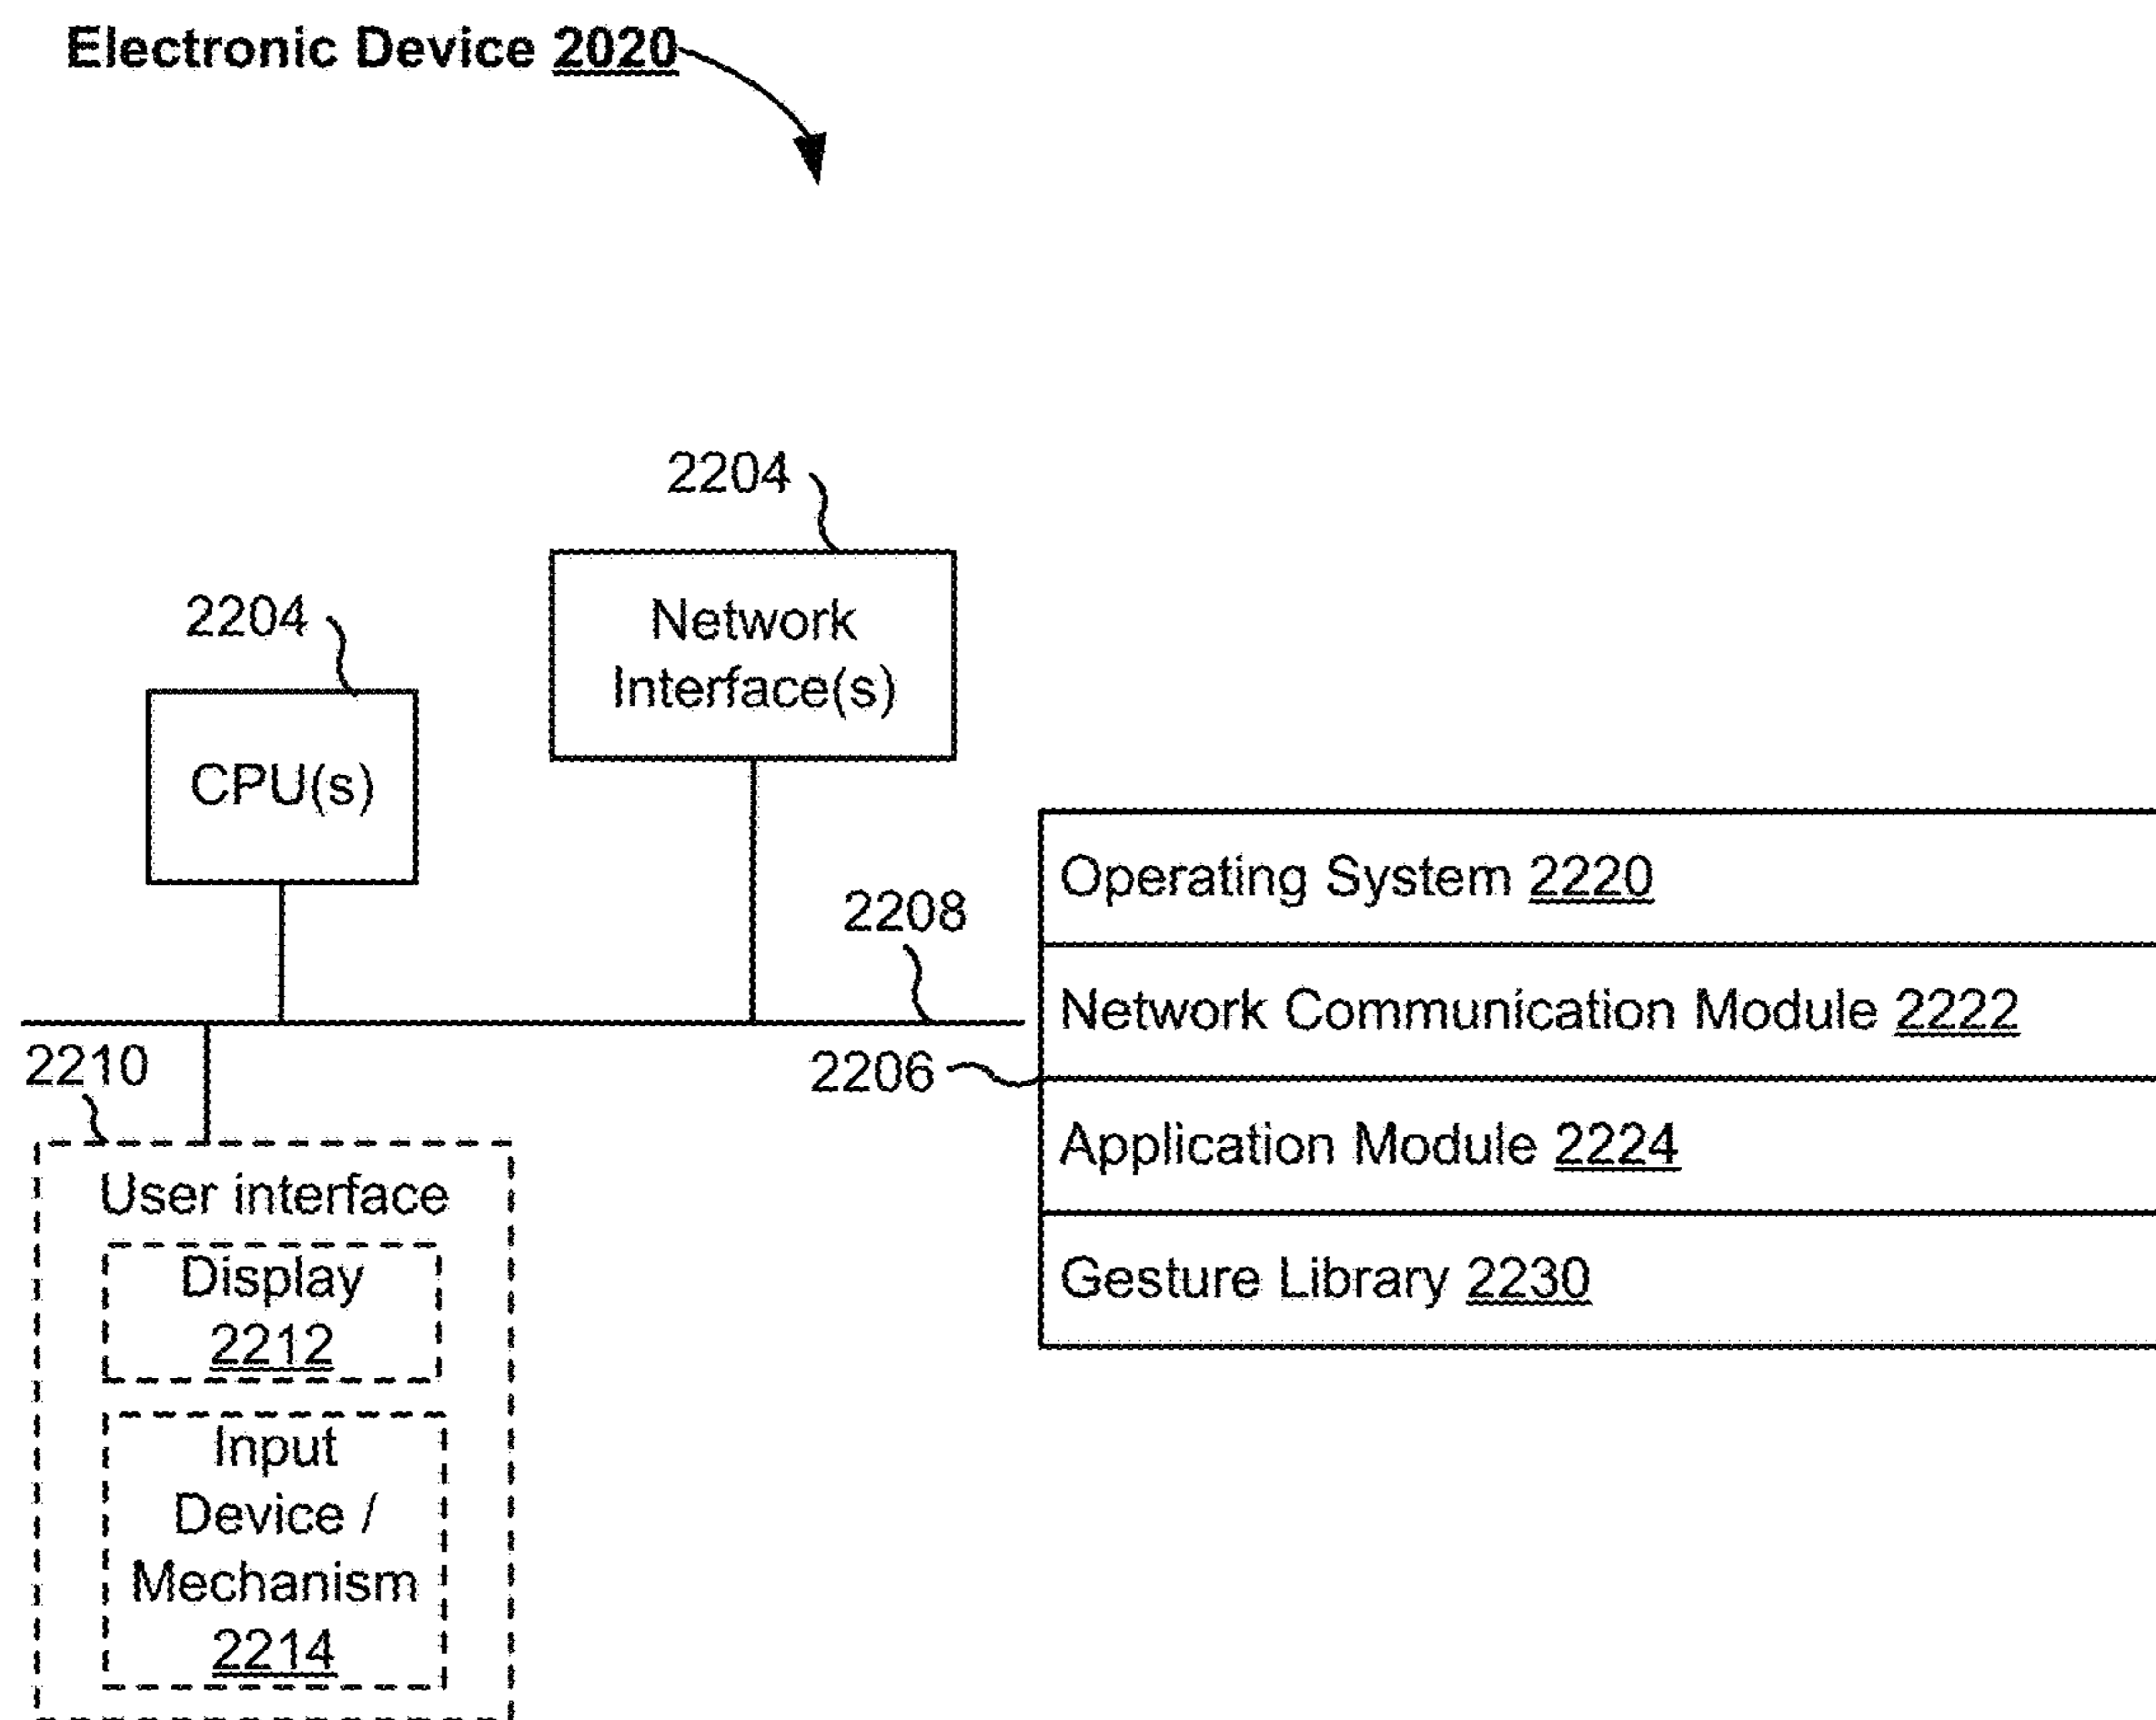 Electronic Device 2020
2204
Network
Interface(s)
2204
CPU(s)
2208
Operating System 2220
Network Communication Module 2222
2206
Application Module 2224
Gesture Library 2230
2210
User interface
Display
2212
Input
Device /
Mechanism
2214